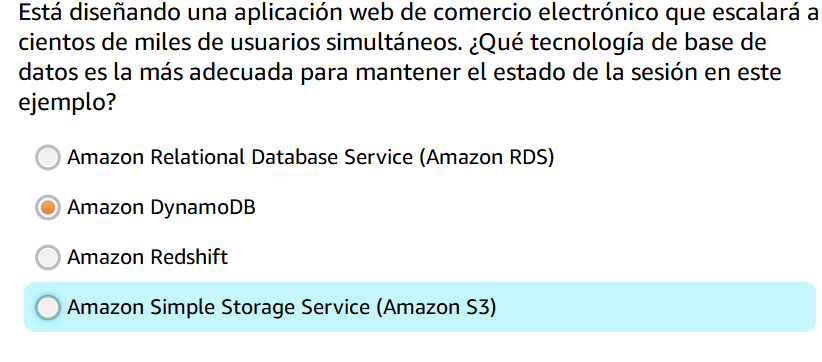 Está diseñando una aplicación web de comercio electrónico que escalará a
cientos de miles de usuarios simultáneos. ¿Qué tecnología de base de
datos es la más adecuada para mantener el estado de la sesión en este
ejemplo?
Amazon Relational Database Service (Amazon RDS)
Amazon DynamoDB
Amazon Redshift
Amazon Simple Storage Service (Amazon S3)